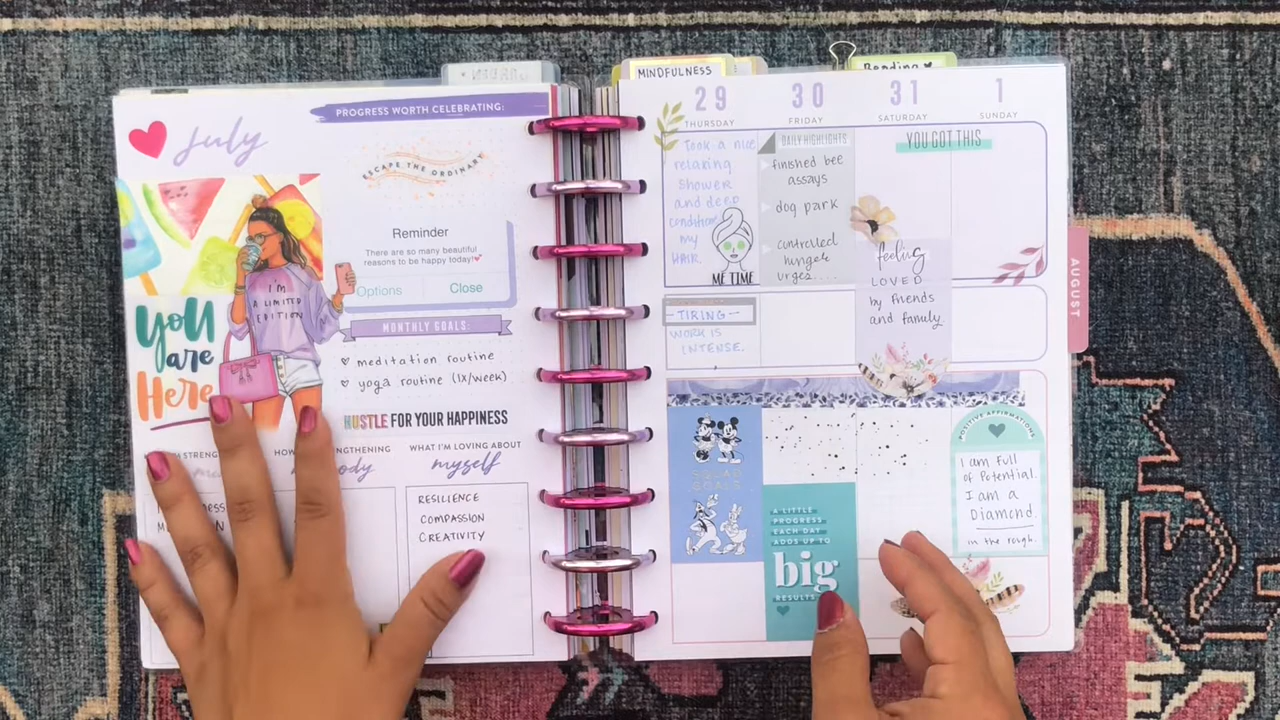 MINDFULNESS
Reading
PROGRESS WORTH CELEBRATING:
July
ESCAPE THE ORDINARY
Reminder
There are so many beautiful
reasons to be happy today!
Options Close
I'M
A LIMITED
EDITION
You
are
Here
MONTHLY GOALS:
meditation routine
yoga routine (1x/week)
HUSTLE FOR YOUR HAPPINESS
WHAT I'M LOVING ABOUT
myself
RESILIENCE
COMPASSION
CREATIVITY
29 30 31 1
THURSDAY FRIDAY SATURDAY SUNDAY
Took a nice
relaxing
shower
and deep
condition
my
HAIR.
ME TIME
DAILY HIGHLIGHTS
finished bee
assays
dog park
controlled
hunger
urges....
YOU GOT THIS
feeling
LOVED
by friends
and family.
-TIRING-
WORK IS
INTENSE.
SQUAD
GOALS
A LITTLE
PROGRESS
EACH DAY
ADDS UP TO
big
RESULTS
POSITIVE AFFIRMATIONS
I am Full
of Potential.
I am a
Diamond
in the rough.
AUGUST